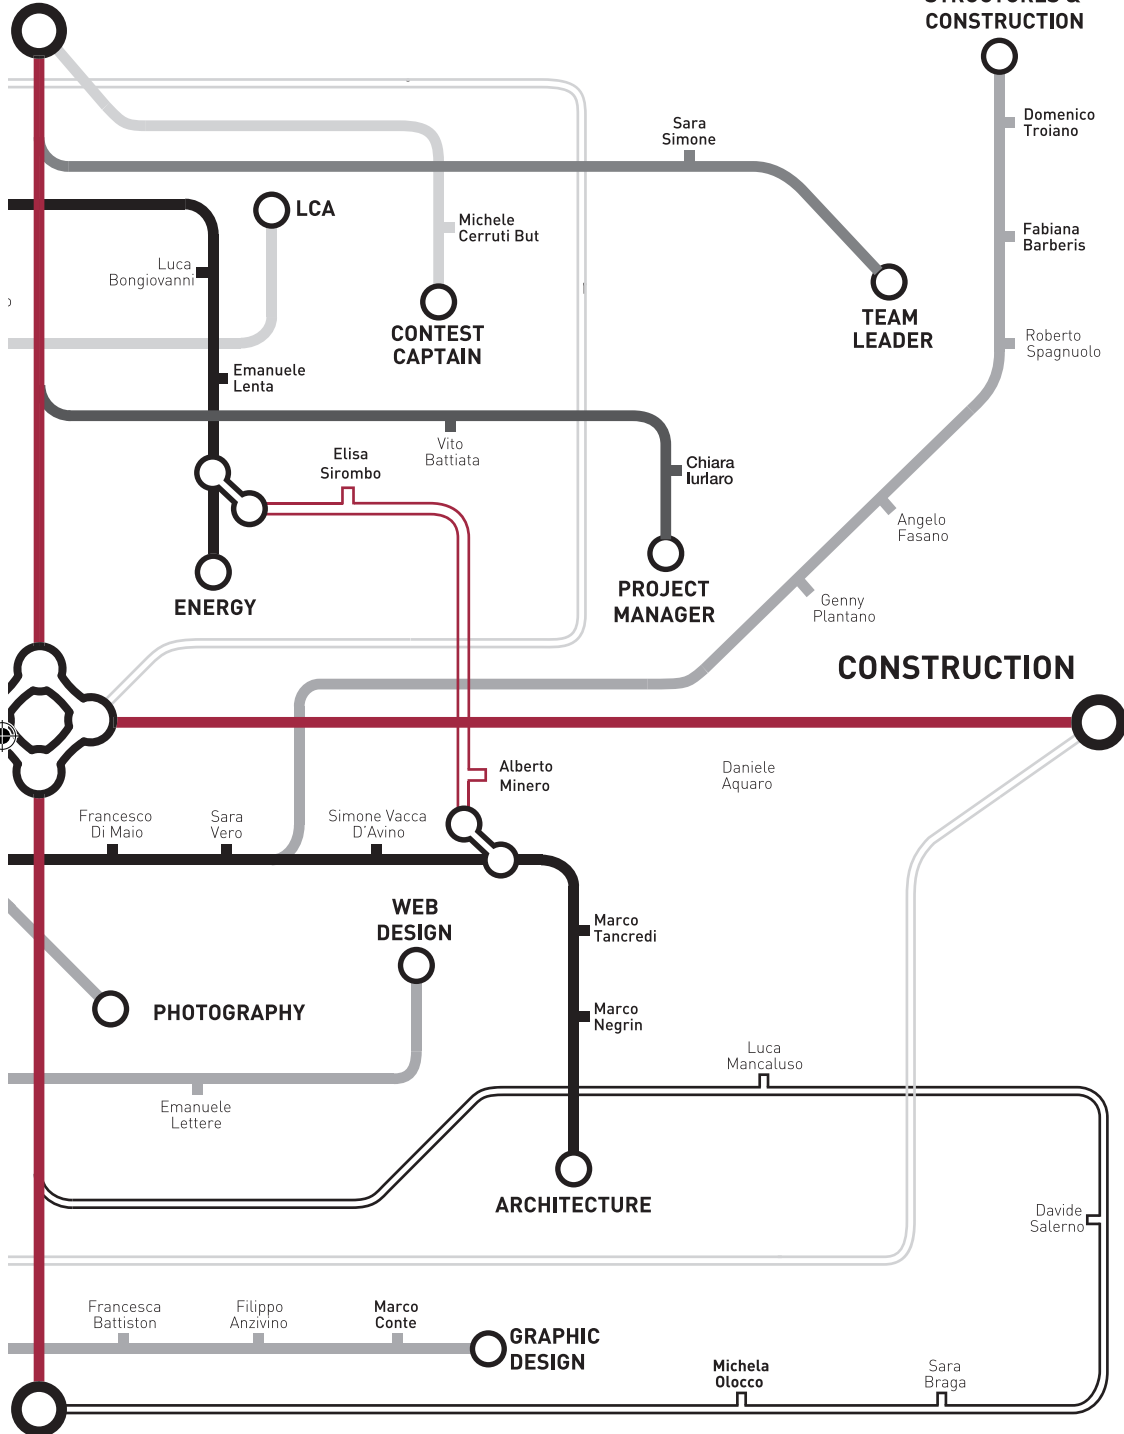 STRUCTURES &
CONSTRUCTION
Domenico
Troiano
Sara
Simone
LCA
Michele
Cerruti But
Fabiana
Barberis
Luca
Bongiovanni
CONTEST
CAPTAIN
TEAM
LEADER
Roberto
Spagnuolo
Emanuele
Lenta
Elisa
Sirombo
Vito
Battiata
Chiara
Iurlaro
Angelo
Fasano
ENERGY
PROJECT
MANAGER
Genny
Plantano
CONSTRUCTION
Alberto
Minero
Daniele
Aquaro
Francesco
Di Maio
Sara
Vero
Simone Vacca
D'Avino
WEB
DESIGN
Marco
Tancredi
PHOTOGRAPHY
Marco
Negrin
Luca
Mancaluso
Emanuele
Lettere
ARCHITECTURE
Davide
Salerno
Francesca
Battiston
Filippo
Anzivino
Marco
Conte
GRAPHIC
DESIGN
Michela
Olocco
Sara
Braga